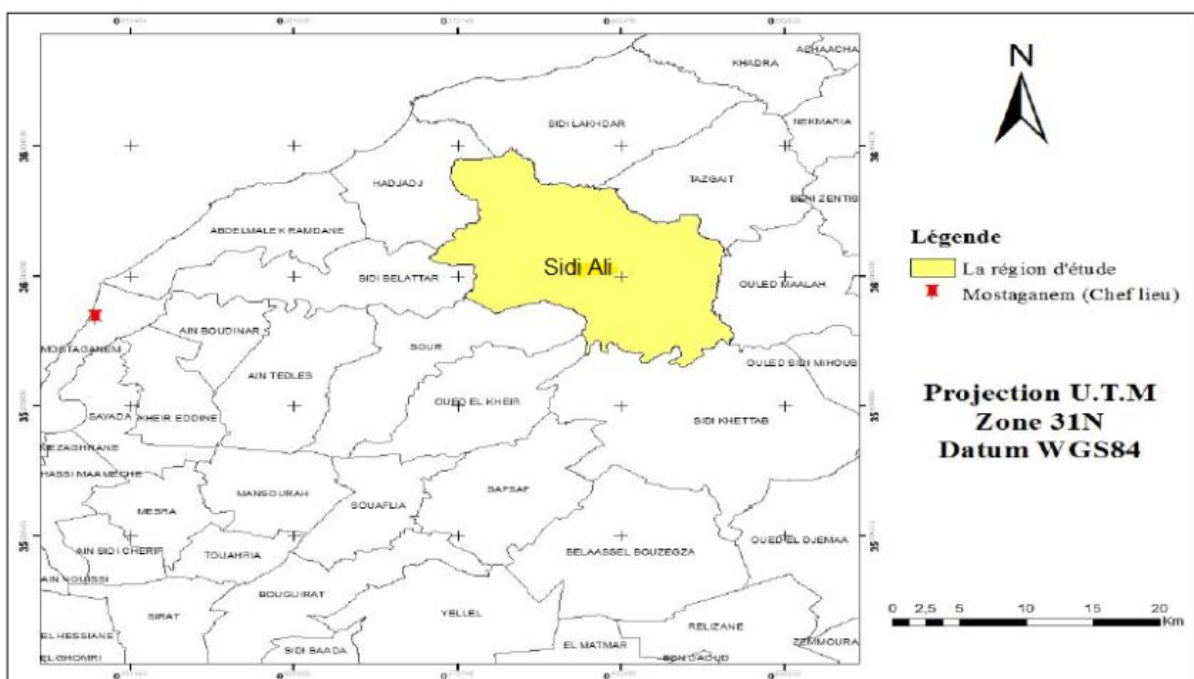 ACHAACHA
KHADRA
N
SIDI LAKHDAR
NEKMARIA
36
HADJADJ
TAZGAIT
BENI ZENTIS
ABDELMALEK RAMDANE
Légende
Sidi Ali
La région d'étude
SIDI BELATTAR
OULED MAALAH
Mostaganem (Chef lieu)
AIN BOUDINAR
MOSTAGANEM
SOUR
OULED SIDI MIHOUB
AIN TEDLES
Projection U.T.M
OUED EL KHEIR
SAYADA
KHEIR EDDINE
SIDI KHETTAB
Zone 31N
MEZAGHRANE
Datum WGS84
HASSI MAAMECHE
MANSOURAH
SAFSAF
SOUAFLIA
MESRA
35
AIN SIDI CHERIF
TOUAHRIA
BELAASSEL BOUZEGZA
OUED EL DJEMAA
AIN NOUISSI
BOUGUIRAT
SIRAT
YELLEL
0 2,5 5 10 15 20
Km
RELIZANE
EL HESSIANE
SIDI SAADA
EL MATMAR
ZEMMOURA
EL GHOMRI
BEN DAOUD